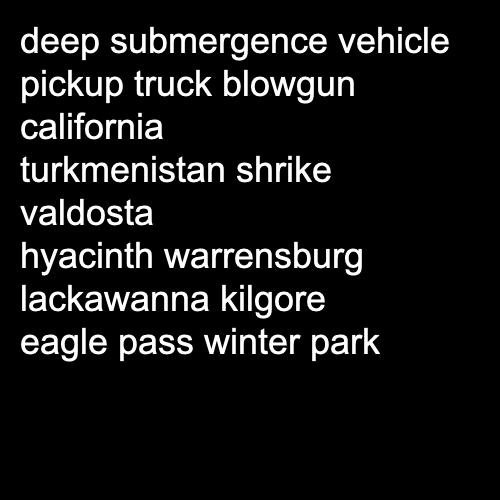 deep submergence vehicle
pickup truck blowgun
california
turkmenistan shrike
valdosta
hyacinth warrensburg
lackawanna kilgore
eagle pass winter park